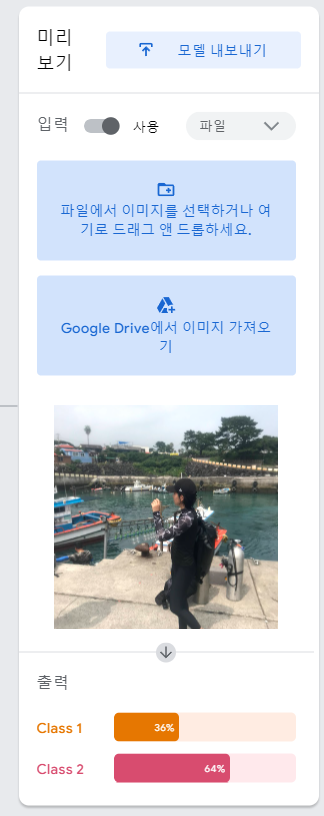 미리
보기
모델 내보내기
입력
사용
파일
파일에서 이미지를 선택하거나 여
기로 드래그 앤 드롭하세요.
Google Drive에서 이미지 가져오
기
출력
Class 1
36%
Class 2
64%